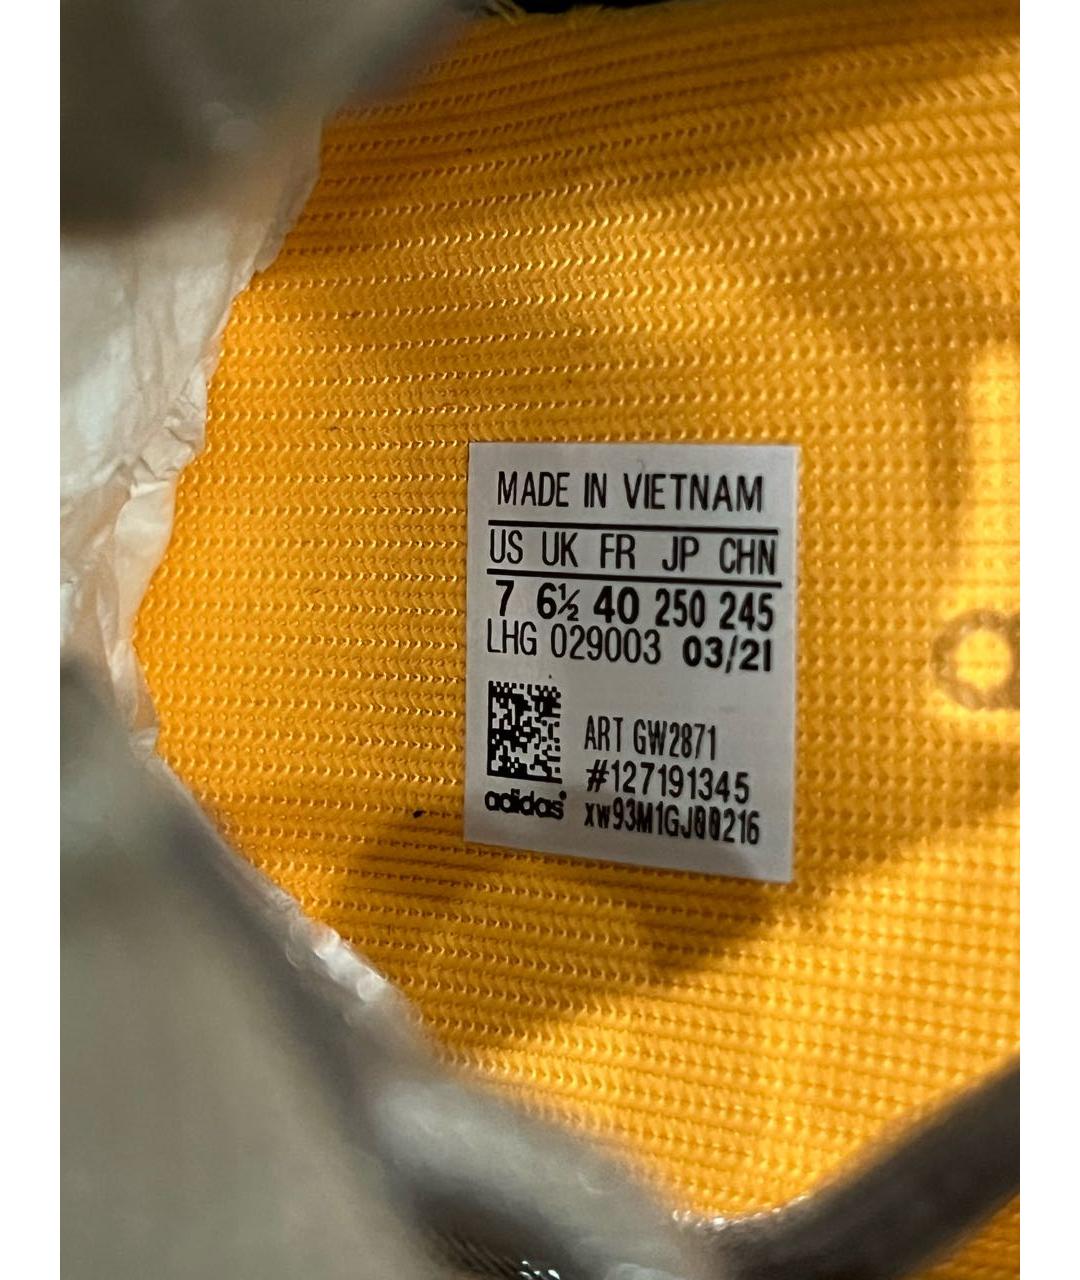 MADE IN VIETNAM
US UK FR JP CHN
7 6½ 40 250 245
LHG 029003 03/21
ART GW2871
#127191345
adidas xw93M1GJ00216